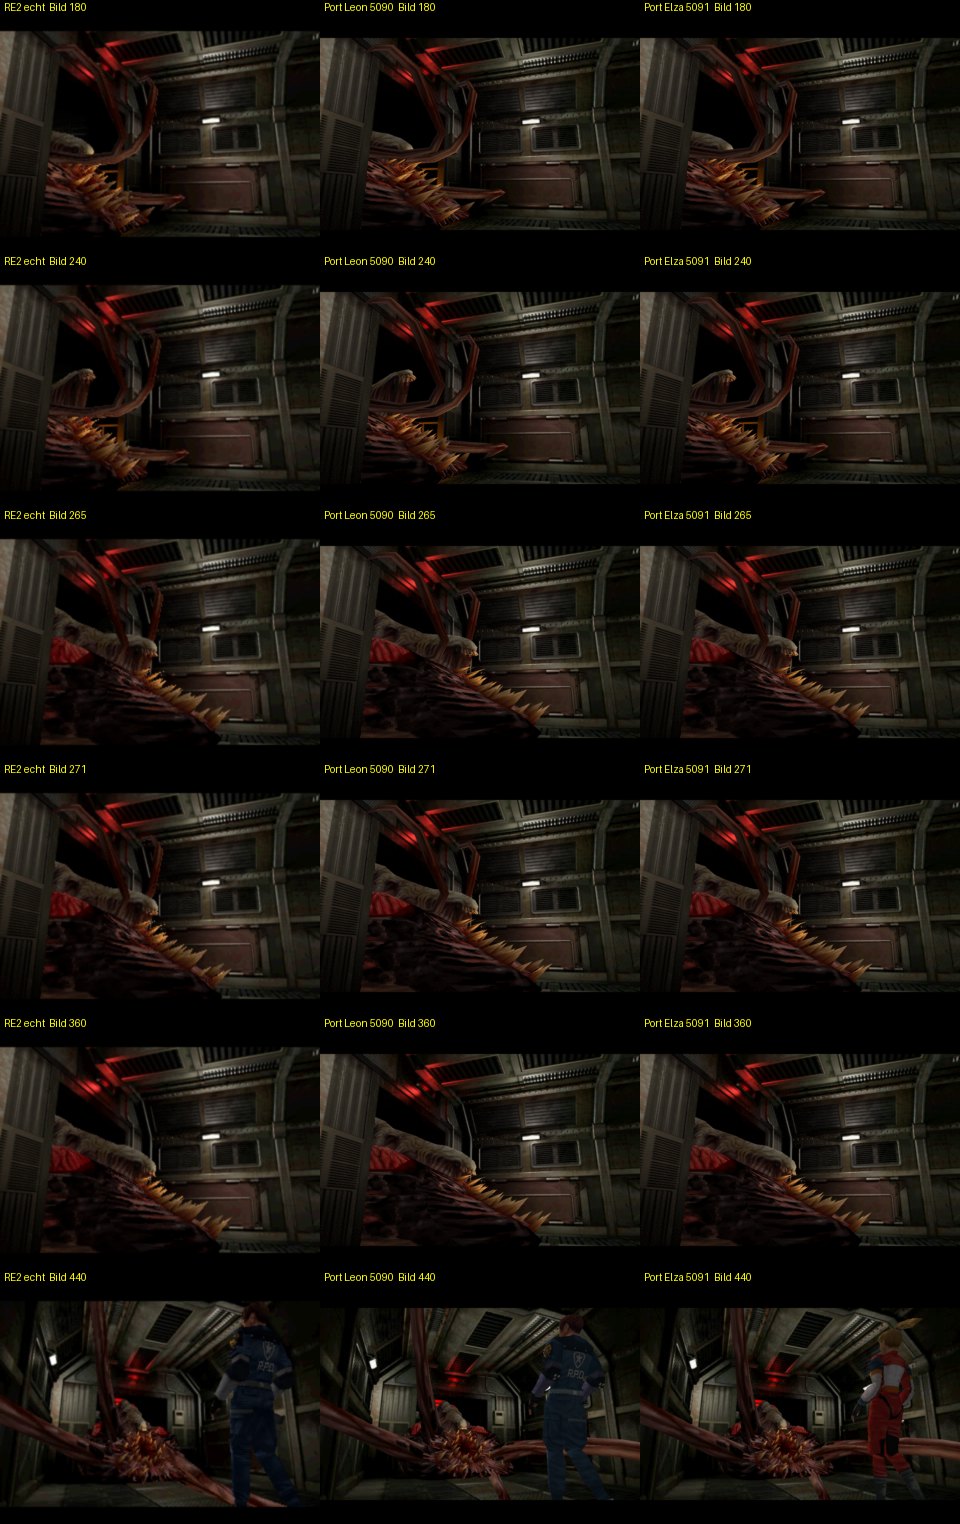 RE2 echt Bild 180
Port Leon 5090 Bild 180
Port Elza 5091 Bild 180
RE2 echt Bild 240
Port Leon 5090 Bild 240
Port Elza 5091 Bild 240
RE2 echt Bild 265
Port Leon 5090 Bild 265
Port Elza 5091 Bild 265
RE2 echt Bild 271
Port Leon 5090 Bild 271
Port Elza 5091 Bild 271
RE2 echt Bild 360
Port Leon 5090 Bild 360
Port Elza 5091 Bild 360
RE2 echt Bild 440
Port Leon 5090 Bild 440
Port Elza 5091 Bild 440
R.P.D.
R.P.D.